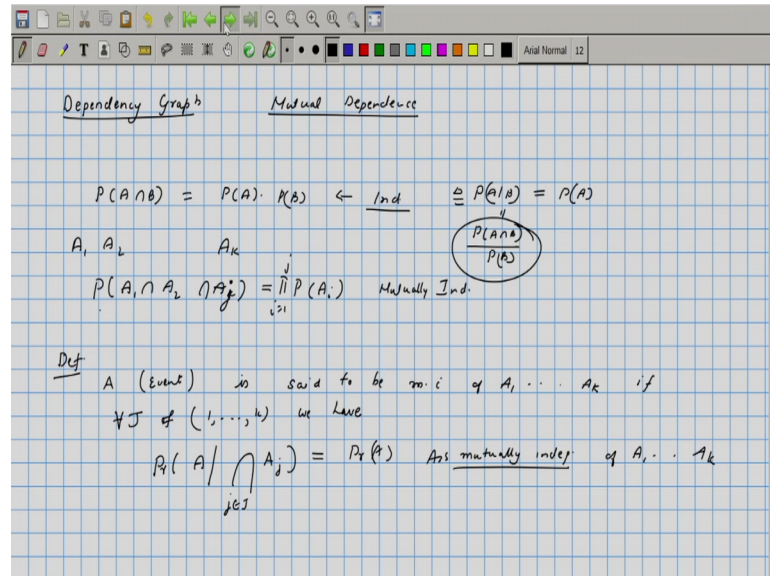 T Arial Normal 12
Dependency Graph Mutual Dependence
P(A∩B) = P(A). P(B) ← Ind ≜ P(A|B) = P(A)
P(A∩B)
P(B)
A₁ A₂ Aₖ
P(A₁∩A₂ ∩Aⱼ) = ∏ⱼᵢ₌₁ P(Aᵢ) Mutually Ind.
Def
A (Event) is said to be m.i of A₁ . . . Aₖ if
∀J of (1,...,k) we have
Pr(A| ⋂ Aⱼ) = Pr(A) A is mutually indep. of A₁ . . Aₖ
j∈J